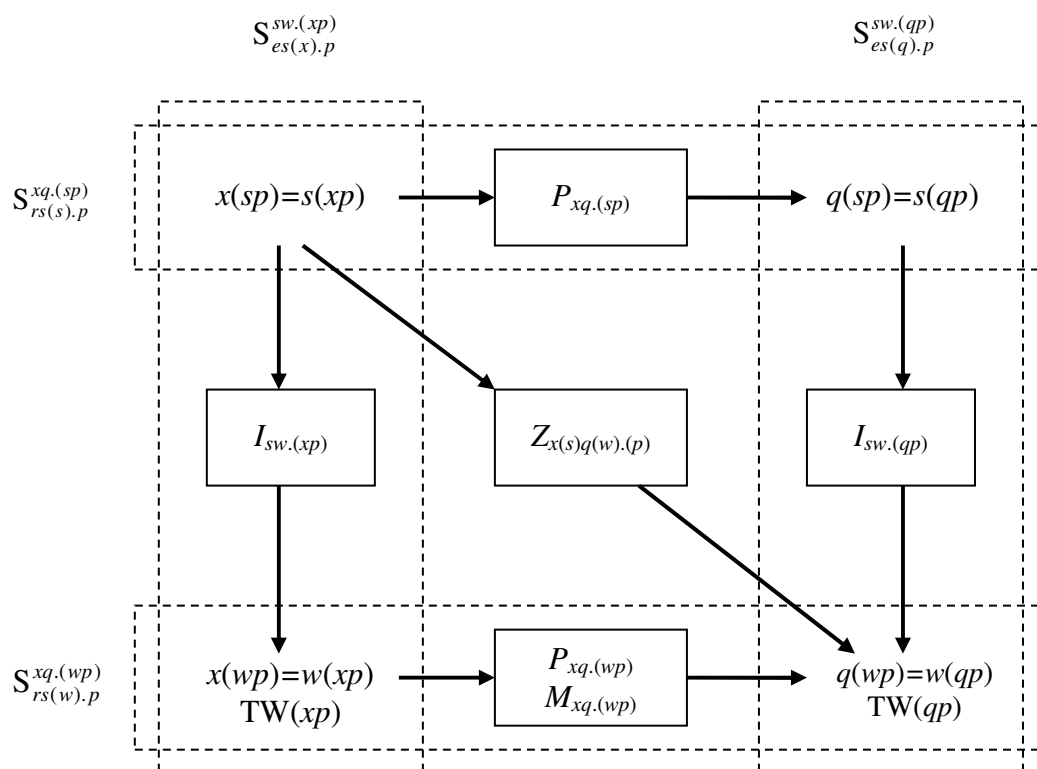 S^{sw.(xp)}_{es(x).p} S^{sw.(qp)}_{es(q).p}
S^{xq.(sp)}_{rs(s).p} x(sp)=s(xp) P_{xq.(sp)} q(sp)=s(qp)
I_{sw.(xp)} Z_{x(s)q(w).(p)} I_{sw.(qp)}
S^{xq.(wp)}_{rs(w).p} x(wp)=w(xp) P_{xq.(wp)} q(wp)=w(qp)
TW(xp) M_{xq.(wp)} TW(qp)